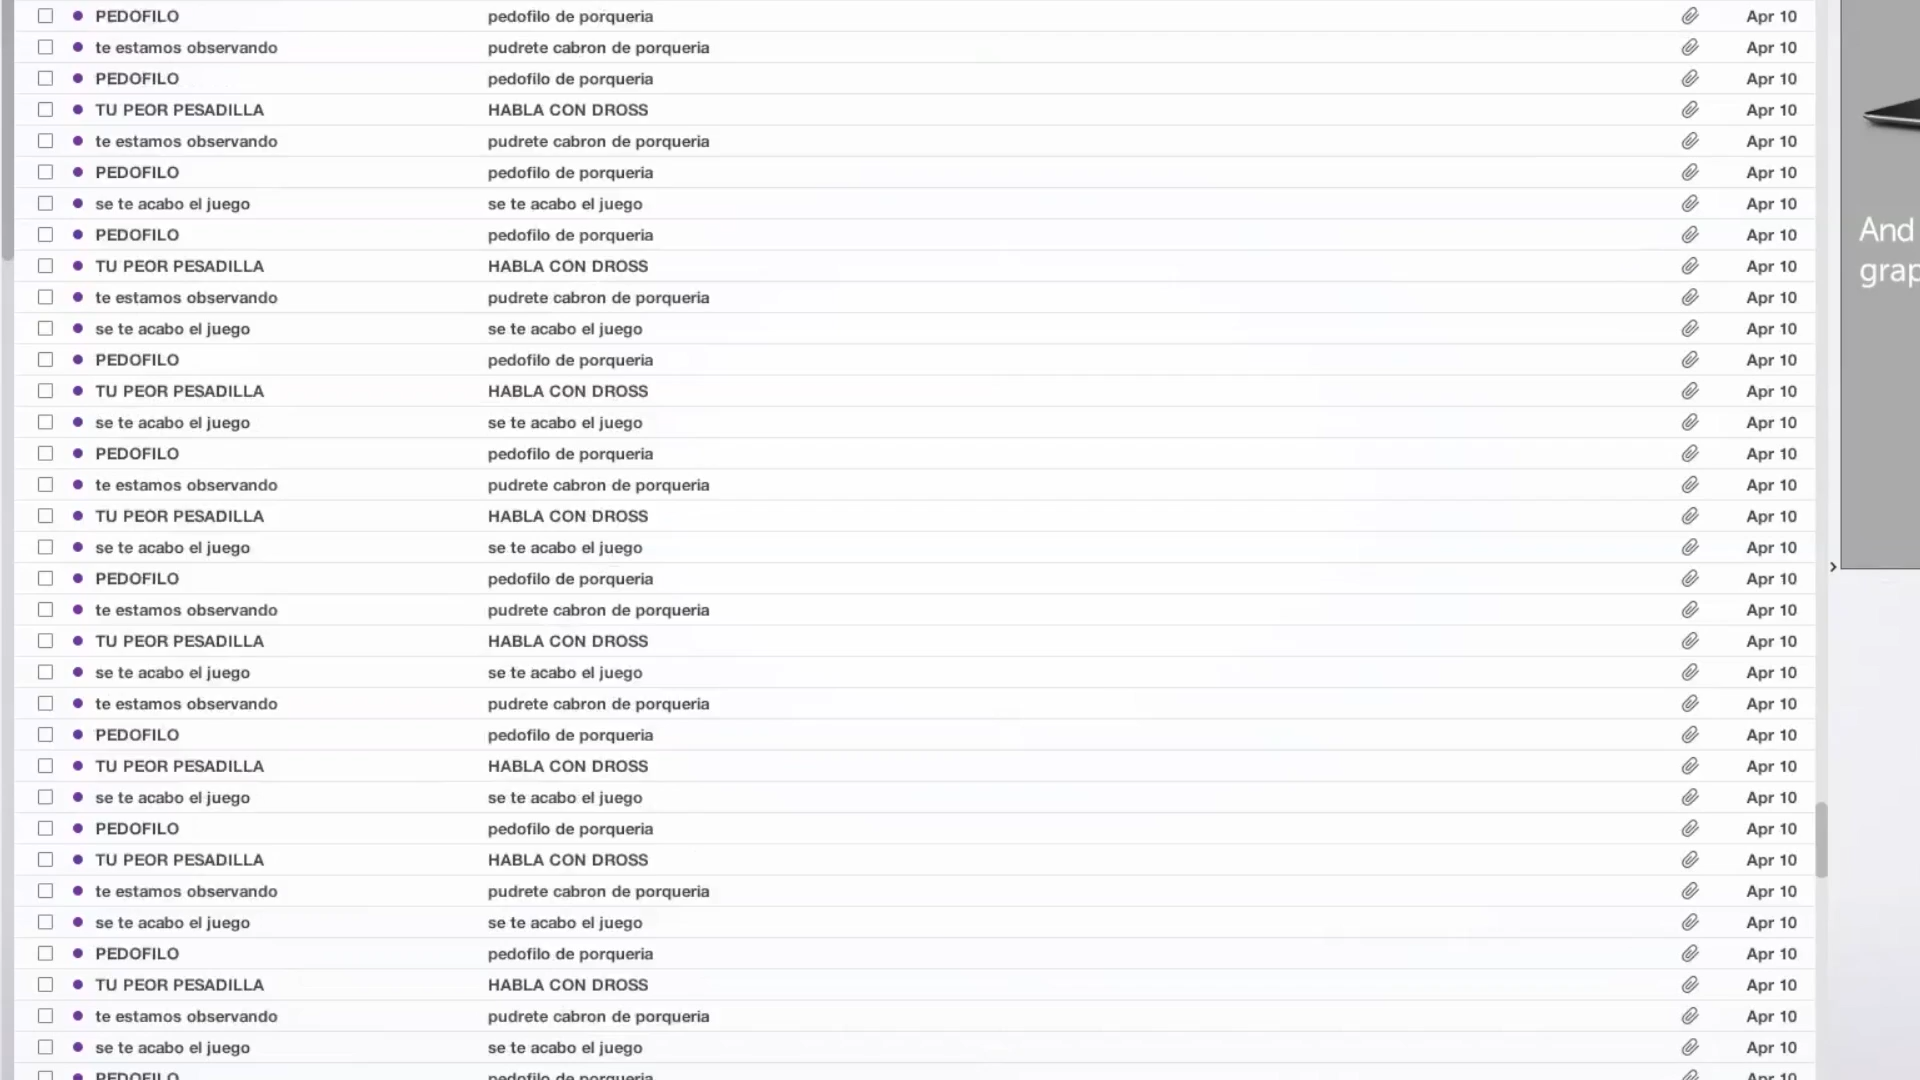 PEDOFILO pedofilo de porqueria Apr 10
te estamos observando pudrete cabron de porqueria Apr 10
PEDOFILO pedofilo de porqueria Apr 10
TU PEOR PESADILLA HABLA CON DROSS Apr 10
te estamos observando pudrete cabron de porqueria Apr 10
PEDOFILO pedofilo de porqueria Apr 10
se te acabo el juego se te acabo el juego Apr 10
PEDOFILO pedofilo de porqueria Apr 10
And
TU PEOR PESADILLA HABLA CON DROSS Apr 10
grap
te estamos observando pudrete cabron de porqueria Apr 10
se te acabo el juego se te acabo el juego Apr 10
PEDOFILO pedofilo de porqueria Apr 10
TU PEOR PESADILLA HABLA CON DROSS Apr 10
se te acabo el juego se te acabo el juego Apr 10
PEDOFILO pedofilo de porqueria Apr 10
te estamos observando pudrete cabron de porqueria Apr 10
TU PEOR PESADILLA HABLA CON DROSS Apr 10
se te acabo el juego se te acabo el juego Apr 10
PEDOFILO pedofilo de porqueria Apr 10
te estamos observando pudrete cabron de porqueria Apr 10
TU PEOR PESADILLA HABLA CON DROSS Apr 10
se te acabo el juego se te acabo el juego Apr 10
te estamos observando pudrete cabron de porqueria Apr 10
PEDOFILO pedofilo de porqueria Apr 10
TU PEOR PESADILLA HABLA CON DROSS Apr 10
se te acabo el juego se te acabo el juego Apr 10
PEDOFILO pedofilo de porqueria Apr 10
TU PEOR PESADILLA HABLA CON DROSS Apr 10
te estamos observando pudrete cabron de porqueria Apr 10
se te acabo el juego se te acabo el juego Apr 10
PEDOFILO pedofilo de porqueria Apr 10
TU PEOR PESADILLA HABLA CON DROSS Apr 10
te estamos observando pudrete cabron de porqueria Apr 10
se te acabo el juego se te acabo el juego Apr 10
PEDOFILO pedofilo de porqueria Apr 10